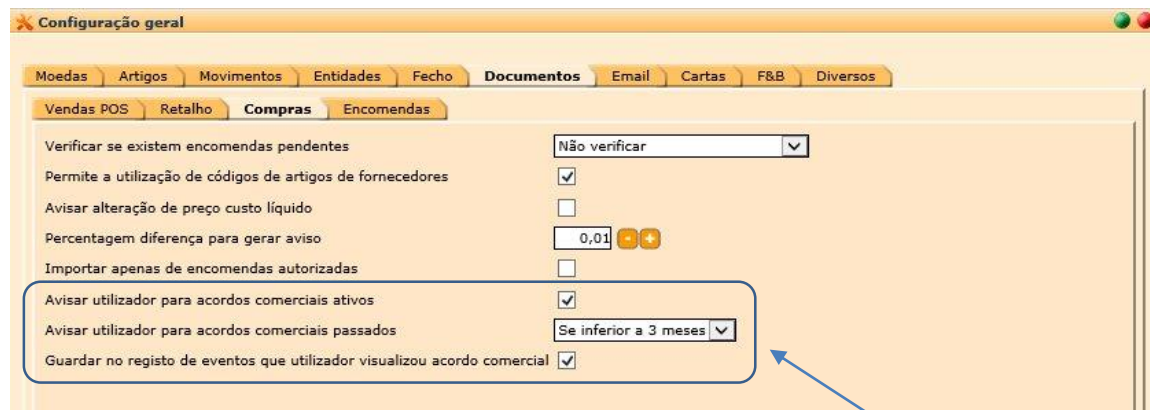 Configuração geral
Moedas Artigos Movimentos Entidades Fecho Documentos Email Cartas F&B Diversos
Vendas POS Retalho Compras Encomendas
Verificar se existem encomendas pendentes Não verificar
Permite a utilização de códigos de artigos de fornecedores
Avisar alteração de preço custo líquido
Percentagem diferença para gerar aviso 0,01 - +
Importar apenas de encomendas autorizadas
Avisar utilizador para acordos comerciais ativos
Avisar utilizador para acordos comerciais passados Se inferior a 3 meses
Guardar no registo de eventos que utilizador visualizou acordo comercial